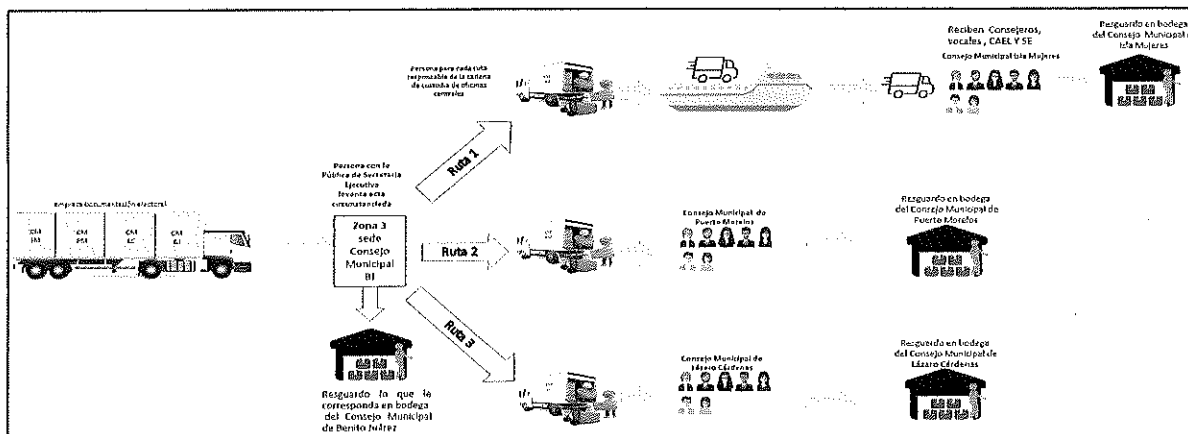 Empresa documentación electoral
CM
IM
CM
PM
CM
LC
CM
BJ
Persona con fe
Pública de Secretaría
Ejecutiva
levanta acta
circunstanciada
Zona 3
sede
Consejo
Municipal
BJ
Resguardo lo que le
corresponda en bodega
del Consejo Municipal
de Benito Juárez
Ruta 1
Persona para cada ruta
responsable de la cadena
de custodia de oficinas
centrales
Reciben Consejeros,
vocales, CAEL Y SE
Consejo Municipal Isla Mujeres
Resguardo en bodega
del Consejo Municipal de
Isla Mujeres
Ruta 2
Consejo Municipal de
Puerto Morelos
Resguardo en bodega
del Consejo Municipal de
Puerto Morelos
Ruta 3
Consejo Municipal de
Lázaro Cárdenas
Resguardo en bodega
del Consejo Municipal de
Lázaro Cárdenas